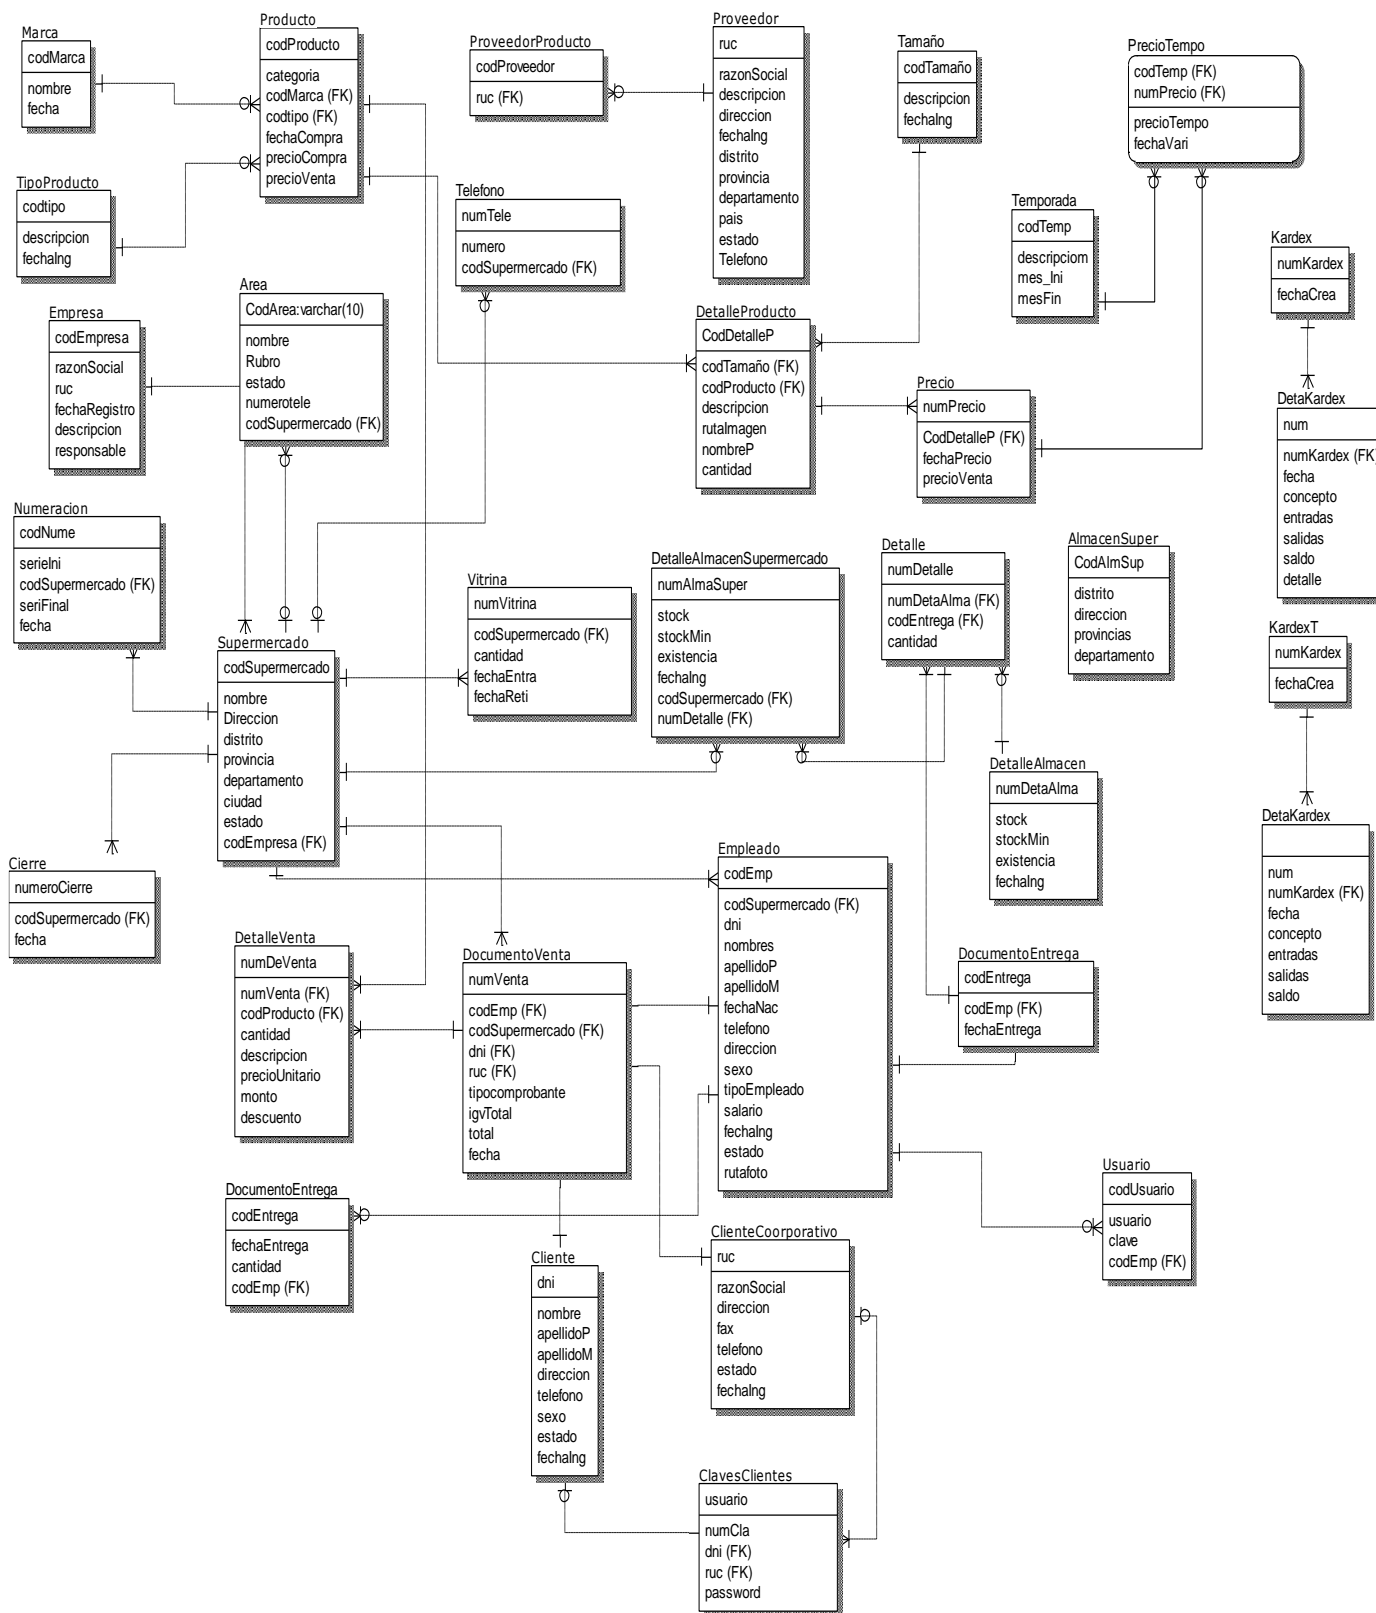 Marca
codMarca
nombre
fecha
Producto
codProducto
categoria
codMarca (FK)
codtipo (FK)
fechaCompra
precioCompra
precioVenta
ProveedorProducto
codProveedor
ruc (FK)
Proveedor
ruc
razonSocial
descripcion
direccion
fechaIng
distrito
provincia
departamento
pais
estado
Telefono
Tamaño
codTamaño
descripcion
fechaIng
PrecioTempo
codTemp (FK)
numPrecio (FK)
precioTempo
fechaVari
TipoProducto
codtipo
descripcion
fechaIng
Telefono
numTele
numero
codSupermercado (FK)
Temporada
codTemp
descripciom
mes_Ini
mesFin
Kardex
numKardex
fechaCrea
Empresa
codEmpresa
razonSocial
ruc
fechaRegistro
descripcion
responsable
Area
CodArea:varchar(10)
nombre
Rubro
estado
numerotele
codSupermercado (FK)
DetalleProducto
CodDetalleP
codTamaño (FK)
codProducto (FK)
descripcion
rutaImagen
nombreP
cantidad
Precio
numPrecio
CodDetalleP (FK)
fechaPrecio
precioVenta
DetaKardex
num
numKardex (FK)
fecha
concepto
entradas
salidas
saldo
detalle
Numeracion
codNume
serieIni
codSupermercado (FK)
seriFinal
fecha
Vitrina
numVitrina
codSupermercado (FK)
cantidad
fechaEntra
fechaReti
DetalleAlmacenSupermercado
numAlmaSuper
stock
stockMin
existencia
fechaIng
codSupermercado (FK)
numDetalle (FK)
Detalle
numDetalle
numDetaAlma (FK)
codEntrega (FK)
cantidad
AlmacenSuper
CodAlmSup
distrito
direccion
provincias
departamento
KardexT
numKardex
fechaCrea
Supermercado
codSupermercado
nombre
Direccion
distrito
provincia
departamento
ciudad
estado
codEmpresa (FK)
DetalleAlmacen
numDetaAlma
stock
stockMin
existencia
fechaIng
DetaKardex
num
numKardex (FK)
fecha
concepto
entradas
salidas
saldo
Cierre
numeroCierre
codSupermercado (FK)
fecha
DetalleVenta
numDeVenta
numVenta (FK)
codProducto (FK)
cantidad
descripcion
precioUnitario
monto
descuento
DocumentoVenta
numVenta
codEmp (FK)
codSupermercado (FK)
dni (FK)
ruc (FK)
tipocomprobante
igvTotal
total
fecha
Empleado
codEmp
codSupermercado (FK)
dni
nombres
apellidoP
apellidoM
fechaNac
telefono
direccion
sexo
tipoEmpleado
salario
fechaIng
estado
rutafoto
DocumentoEntrega
codEntrega
codEmp (FK)
fechaEntrega
DocumentoEntrega
codEntrega
fechaEntrega
cantidad
codEmp (FK)
Cliente
dni
nombre
apellidoP
apellidoM
direccion
telefono
sexo
estado
fechaIng
ClienteCoorporativo
ruc
razonSocial
direccion
fax
telefono
estado
fechaIng
Usuario
codUsuario
usuario
clave
codEmp (FK)
ClavesClientes
usuario
numCla
dni (FK)
ruc (FK)
password